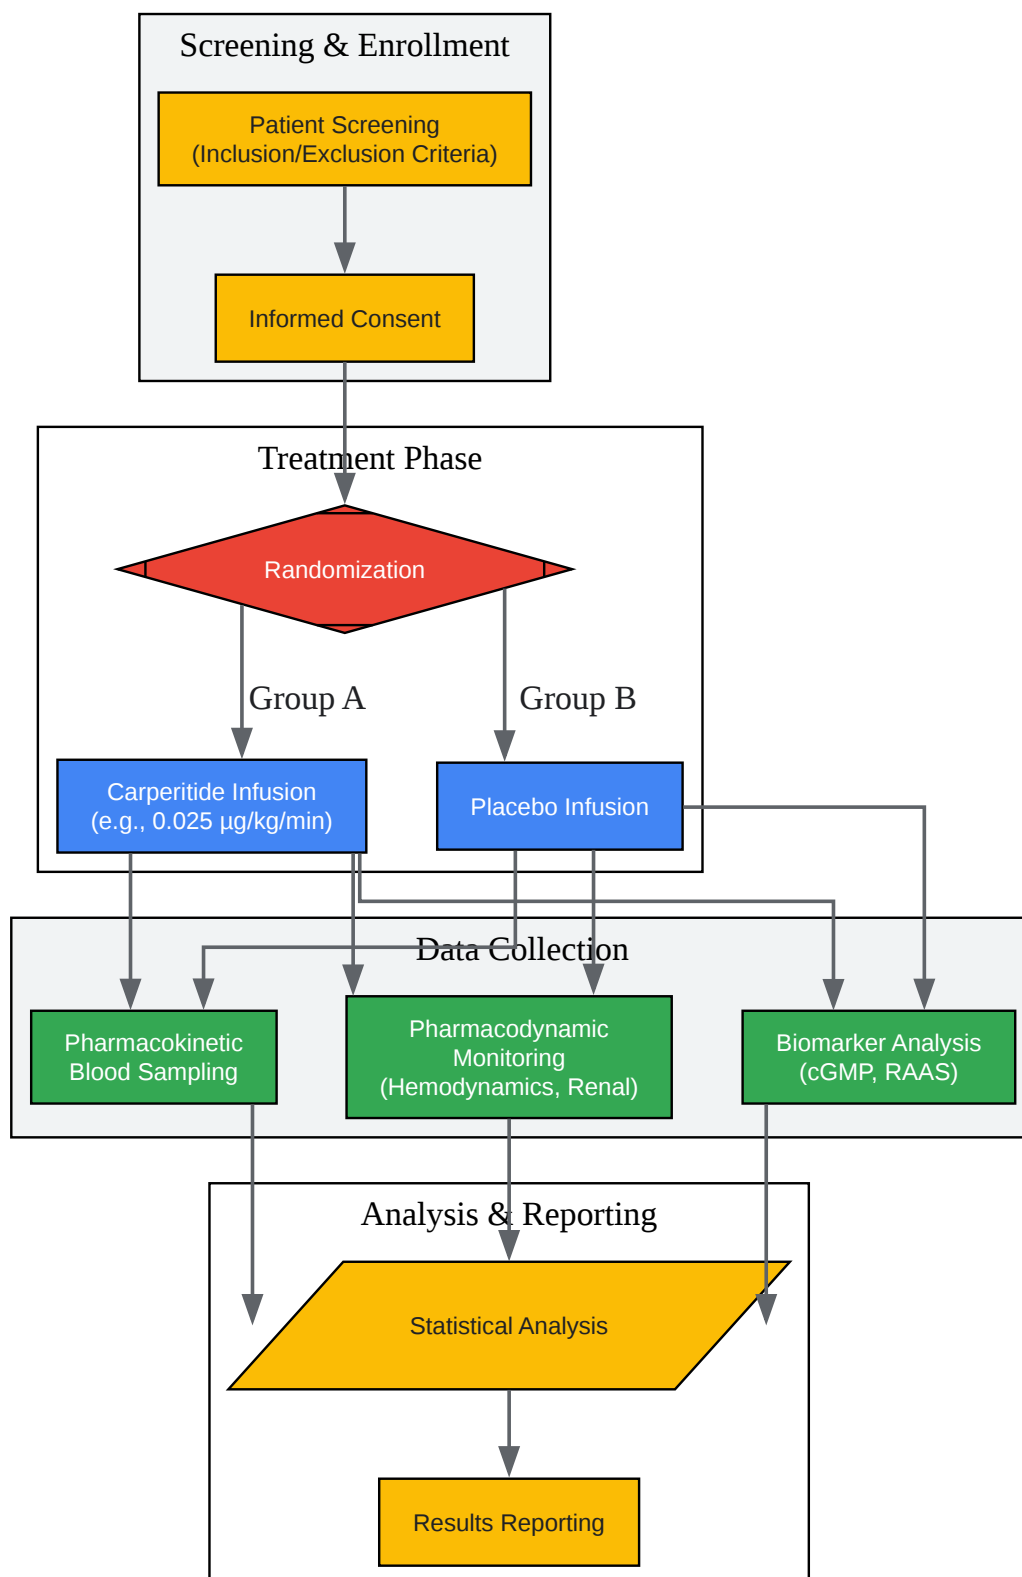 Screening & Enrollment
Patient Screening
(Inclusion/Exclusion Criteria)
Informed Consent
Treatment Phase
Randomization
Group A
Group B
Carperitide Infusion
(e.g., 0.025 µg/kg/min)
Placebo Infusion
Data Collection
Pharmacokinetic
Blood Sampling
Pharmacodynamic
Monitoring
(Hemodynamics, Renal)
Biomarker Analysis
(cGMP, RAAS)
Analysis & Reporting
Statistical Analysis
Results Reporting